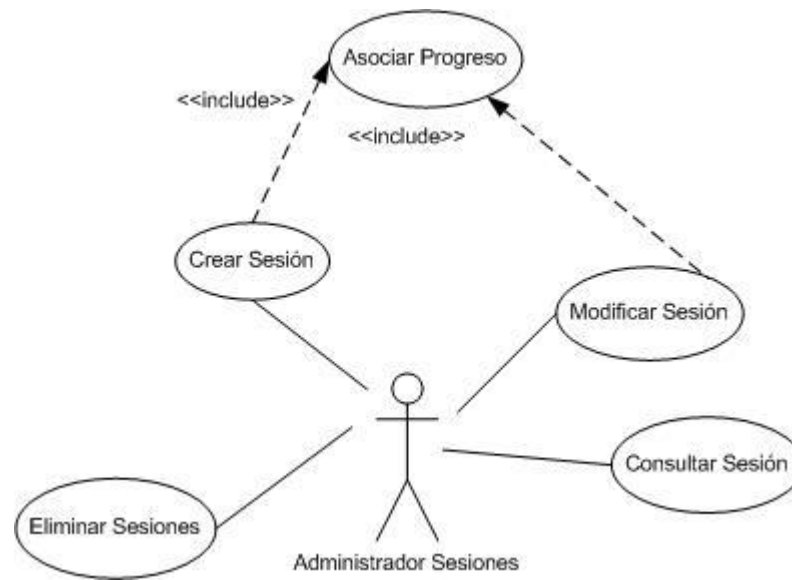 Asociar Progreso
<<include>>
<<include>>
Crear Sesión
Modificar Sesión
Consultar Sesión
Eliminar Sesiones
Administrador Sesiones